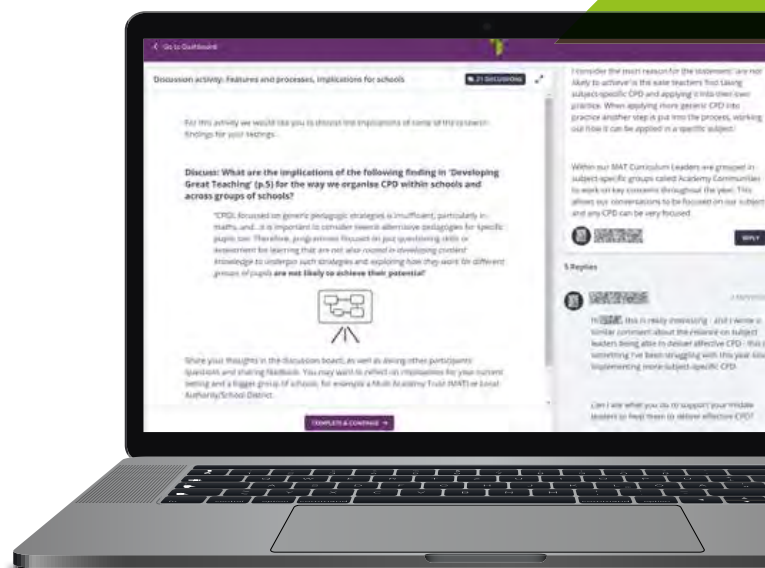 Go to Dashboard
Discussion activity: Features and processes, implications for schools
21 DISCUSSIONS
For this activity we would like you to discuss the implications of some of the research
findings for your settings.
Discuss: What are the implications of the following finding in 'Developing
Great Teaching' (p.5) for the way we organise CPD within schools and
across groups of schools?
"CPDL focussed on generic pedagogic strategies is insufficient, particularly in
maths, and... it is important to consider teacher alternative pedagogies for specific
pupils too. Therefore, programmes focused on just questioning skills or
assessment for learning that are not also rooted in developing content
knowledge to underpin such strategies and exploring how they work for different
groups of pupils are not likely to achieve their potential"
Share your thoughts in the discussion board, as well as asking other participants
questions and sharing feedback. You may want to reflect on implications for your current
setting and a bigger group of schools, for example a Multi Academy Trust (MAT) or Local
Authority/School District.
COMPLETE & CONTINUE
I consider the main reason for the statement 'are not
likely to achieve' is the ease teachers find taking
subject-specific CPD and applying it into their own
practice. When applying more generic CPD into
practice another step is put into the process, working
out how it can be applied in a specific subject.
Within our MAT Curriculum Leaders are grouped in
subject-specific groups called Academy Communities
to work on key concerns throughout the year. This
allows our conversations to be focused on our subject
and any CPD can be very focused.
REPLY
5 Replies
Hi this is really interesting - and I wrote a
similar comment about the reliance on subject
leaders being able to deliver effective CPD - this is
something I've been struggling with this year
implementing more subject-specific CPD.
Can I ask what you do to support your middle
leaders to help them to deliver effective CPD?